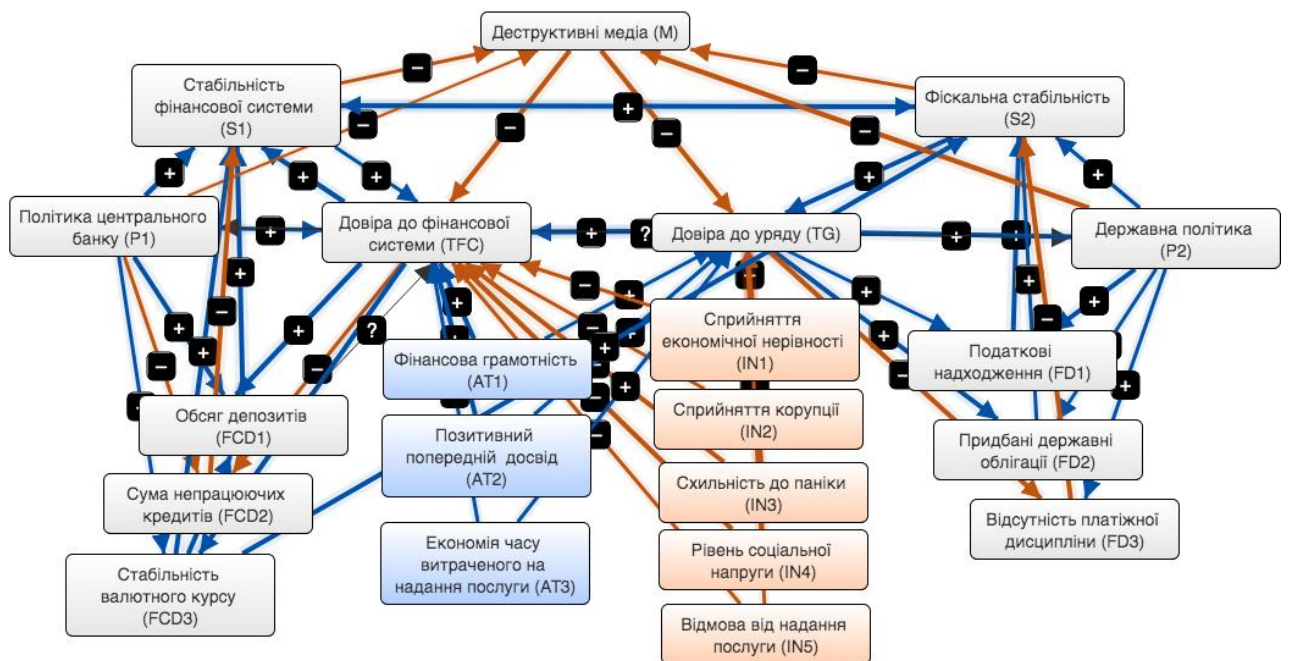 Деструктивні медіа (M)
Стабільність
фінансової системи
(S1)
Фіскальна стабільність
(S2)
Політика центрального
банку (P1)
Довіра до фінансової
системи (TFC)
Довіра до уряду (TG)
Державна політика
(P2)
Фінансова грамотність
(AT1)
Сприйняття
економічної нерівності
(IN1)
Податкові
надходження (FD1)
Обсяг депозитів
(FCD1)
Позитивний
попередній досвід
(AT2)
Сприйняття корупції
(IN2)
Придбані державні
облігації (FD2)
Сума непрацюючих
кредитів (FCD2)
Схильність до паніки
(IN3)
Відсутність платіжної
дисципліни (FD3)
Економія часу
витраченого на
надання послуги (AT3)
Рівень соціальної
напруги (IN4)
Стабільність
валютного курсу
(FCD3)
Відмова від надання
послуги (IN5)